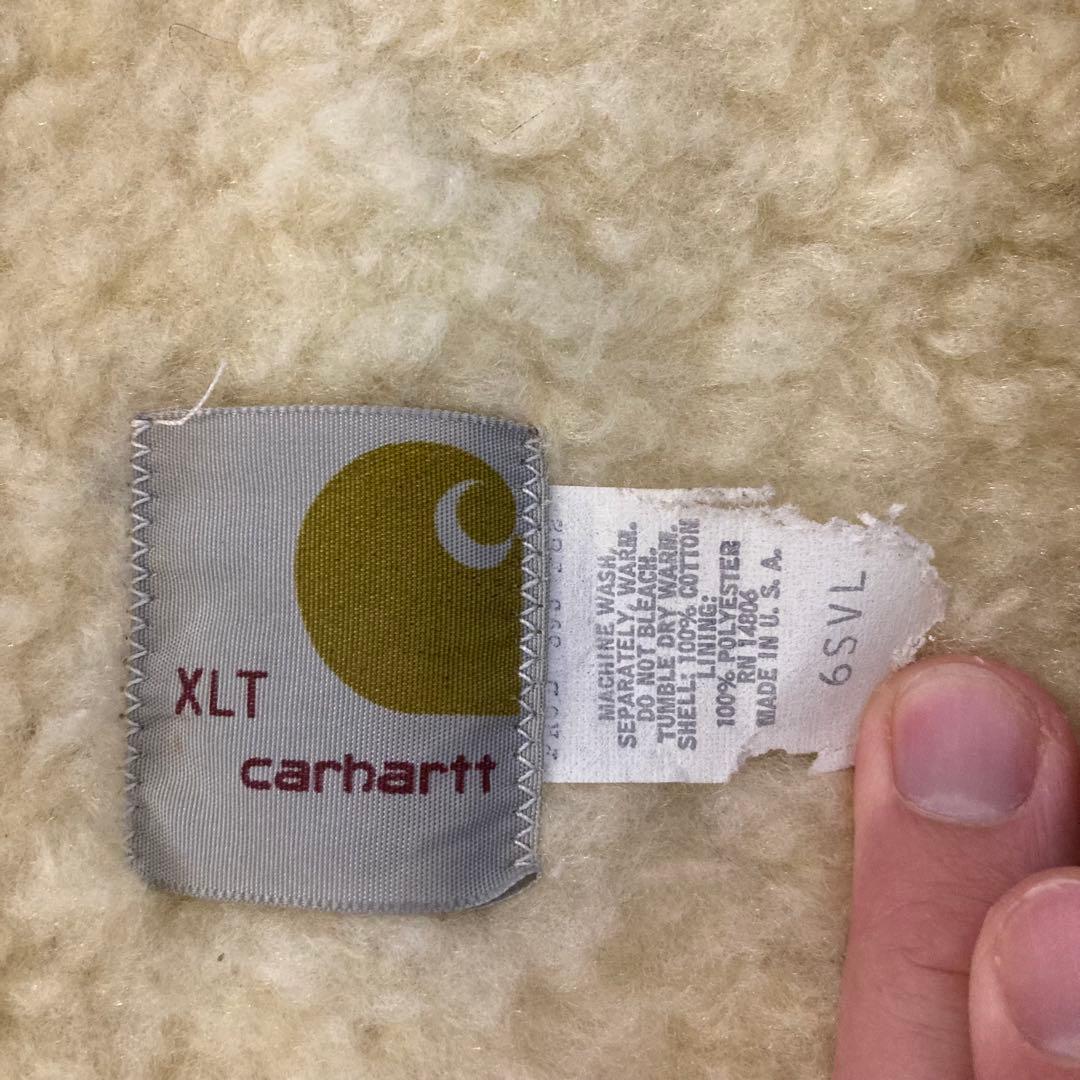 XLT
carhartt
MACHINE WASH,
SEPARATELY, WARM.
DO NOT BLEACH.
TUMBLE DRY WARM.
SHELL: 100% COTTON
LINING:
100% POLYESTER
RN 14806
MADE IN U. S. A.
6SVL